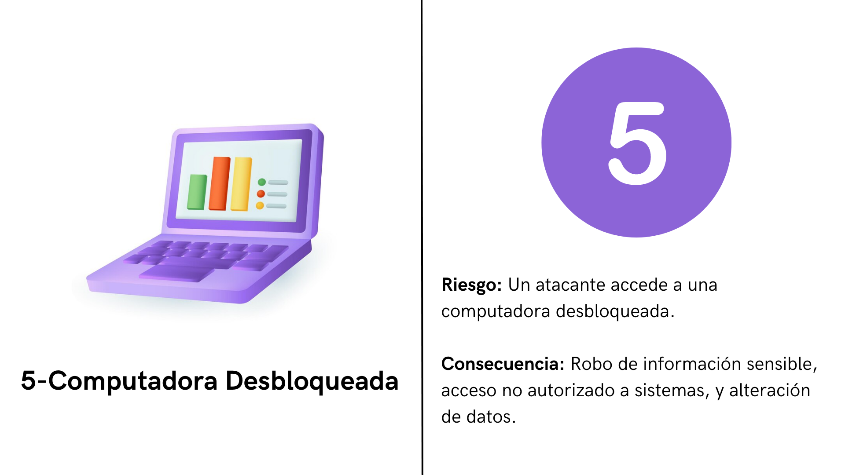 5-Computadora Desbloqueada
5
Riesgo: Un atacante accede a una
computadora desbloqueada.
Consecuencia: Robo de información sensible,
acceso no autorizado a sistemas, y alteración
de datos.